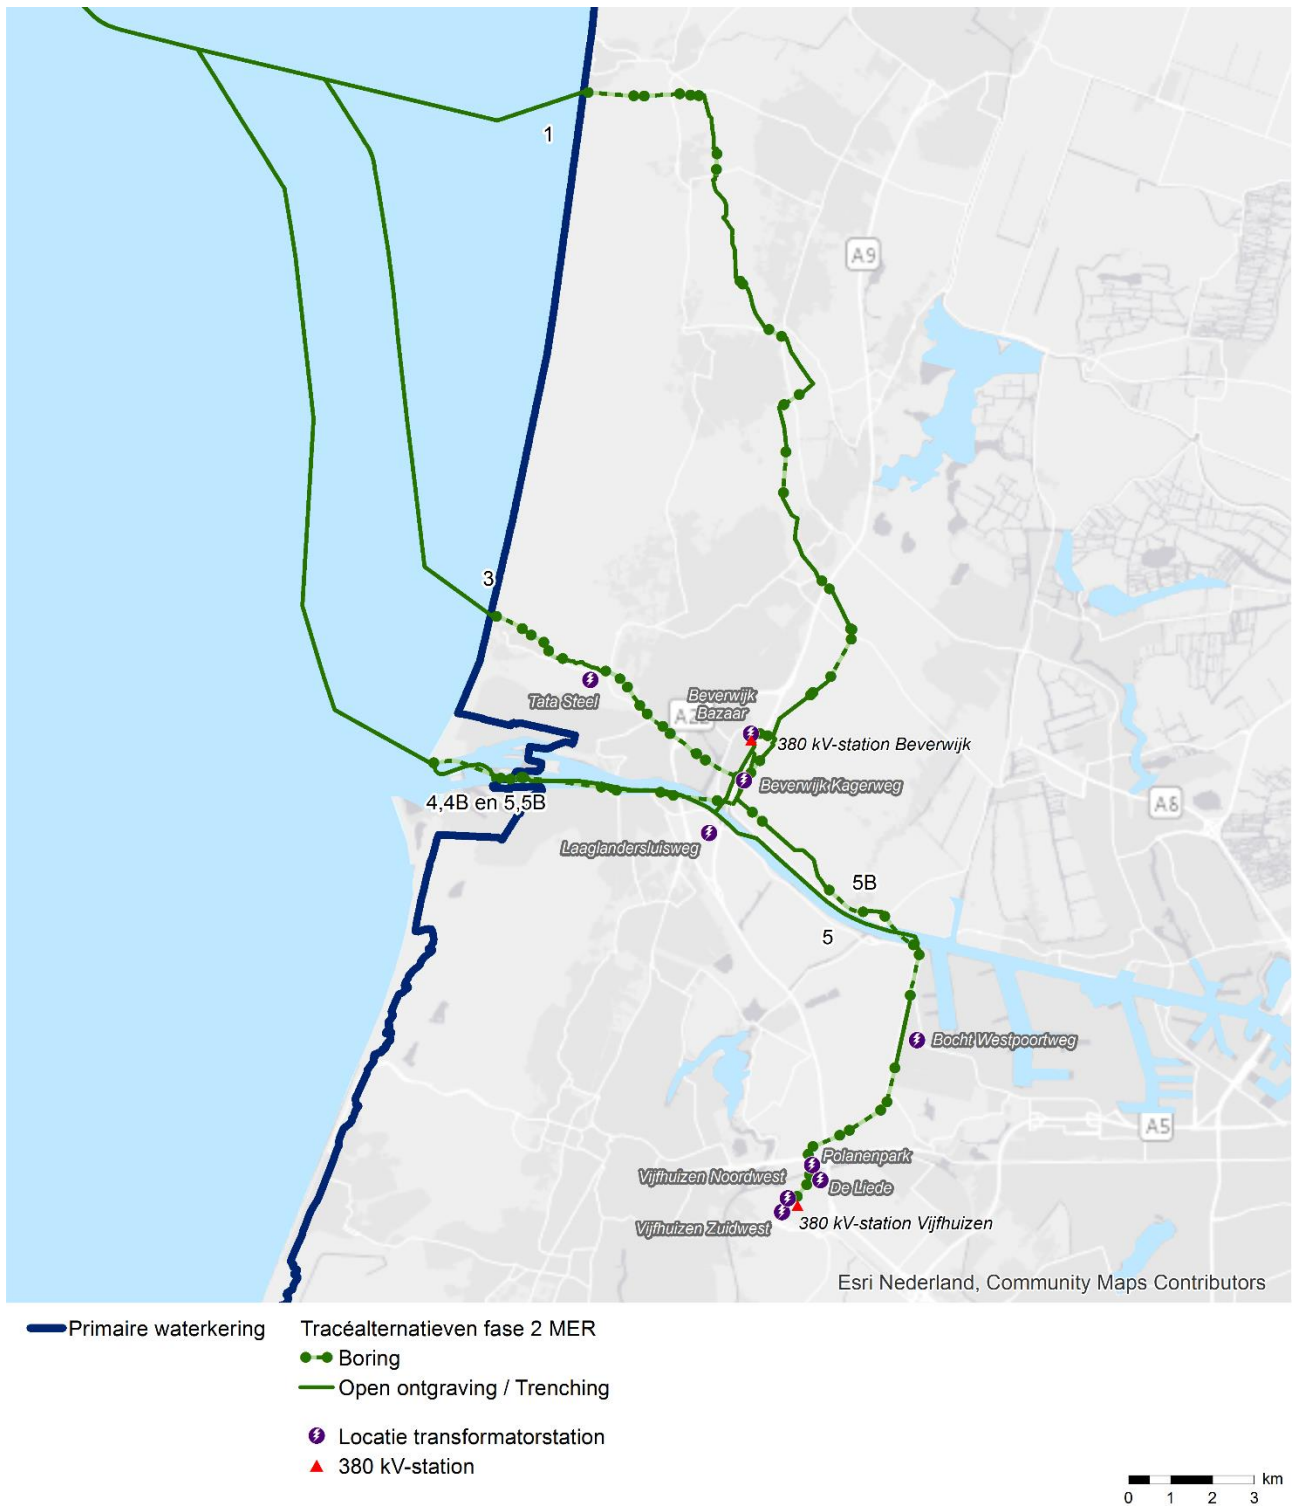 1
A9
3
Tata Steel
A22
Beverwijk
Bazaar
380 kV-station Beverwijk
Beverwijk Kagerweg
4,4B en 5,5B
A8
Laaglandersluisweg
5B
5
Bocht Westpoortweg
A5
Polanenpark
Vijfhuizen Noordwest
De Liede
Vijfhuizen Zuidwest
380 kV-station Vijfhuizen
Esri Nederland, Community Maps Contributors
Primaire waterkering
Tracéalternatieven fase 2 MER
Boring
Open ontgraving / Trenching
Locatie transformatorstation
380 kV-station
km
0 1 2 3